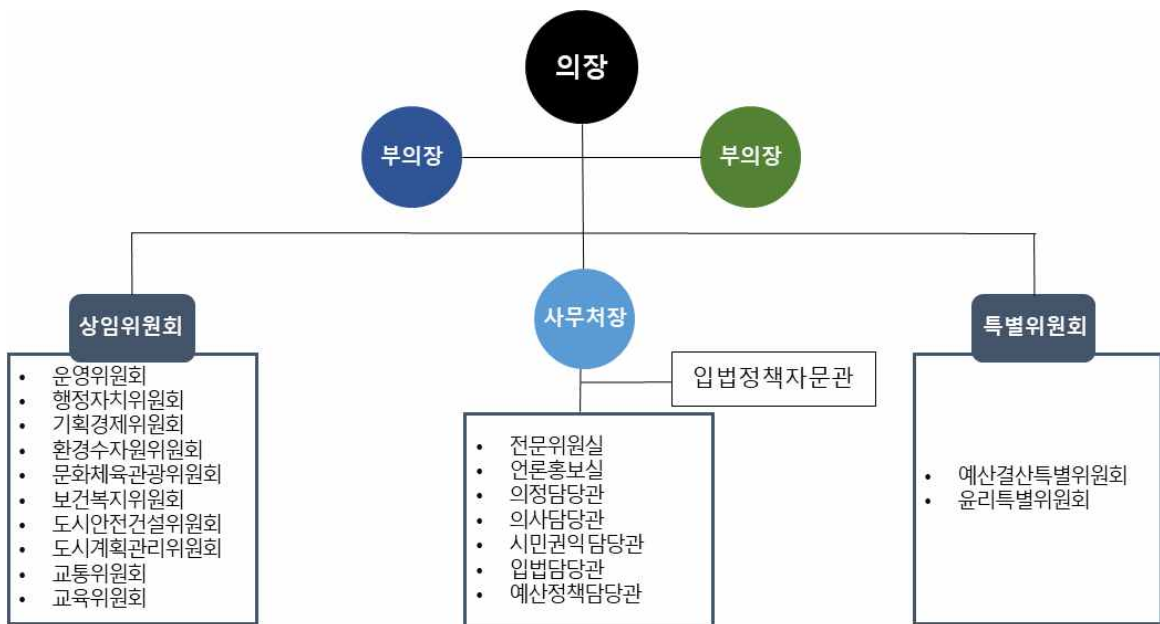 의장
부의장
부의장
상임위원회
사무처장
특별위원회
• 운영위원회
• 행정자치위원회
• 기획경제위원회
• 환경수자원위원회
• 문화체육관광위원회
• 보건복지위원회
• 도시안전건설위원회
• 도시계획관리위원회
• 교통위원회
• 교육위원회
입법정책자문관
• 전문위원실
• 언론홍보실
• 의정담당관
• 의사담당관
• 시민권익담당관
• 입법담당관
• 예산정책담당관
• 예산결산특별위원회
• 윤리특별위원회